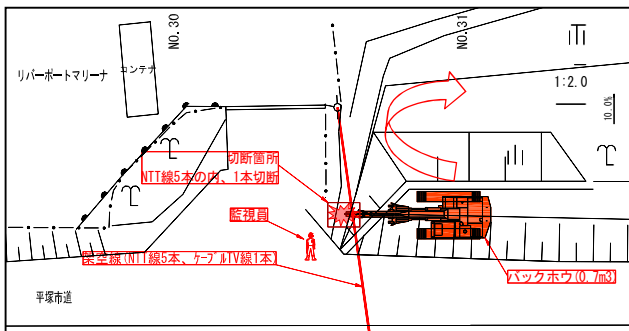 NO.30
NO.31
リバーポートマリーナ
コンテナ
1:2.0
10.0%
切断箇所
NTT線5本の内、1本切断
監視員
架空線(NTT線5本、ケーブルTV線1本)
バックホウ(0.7m3)
平塚市道